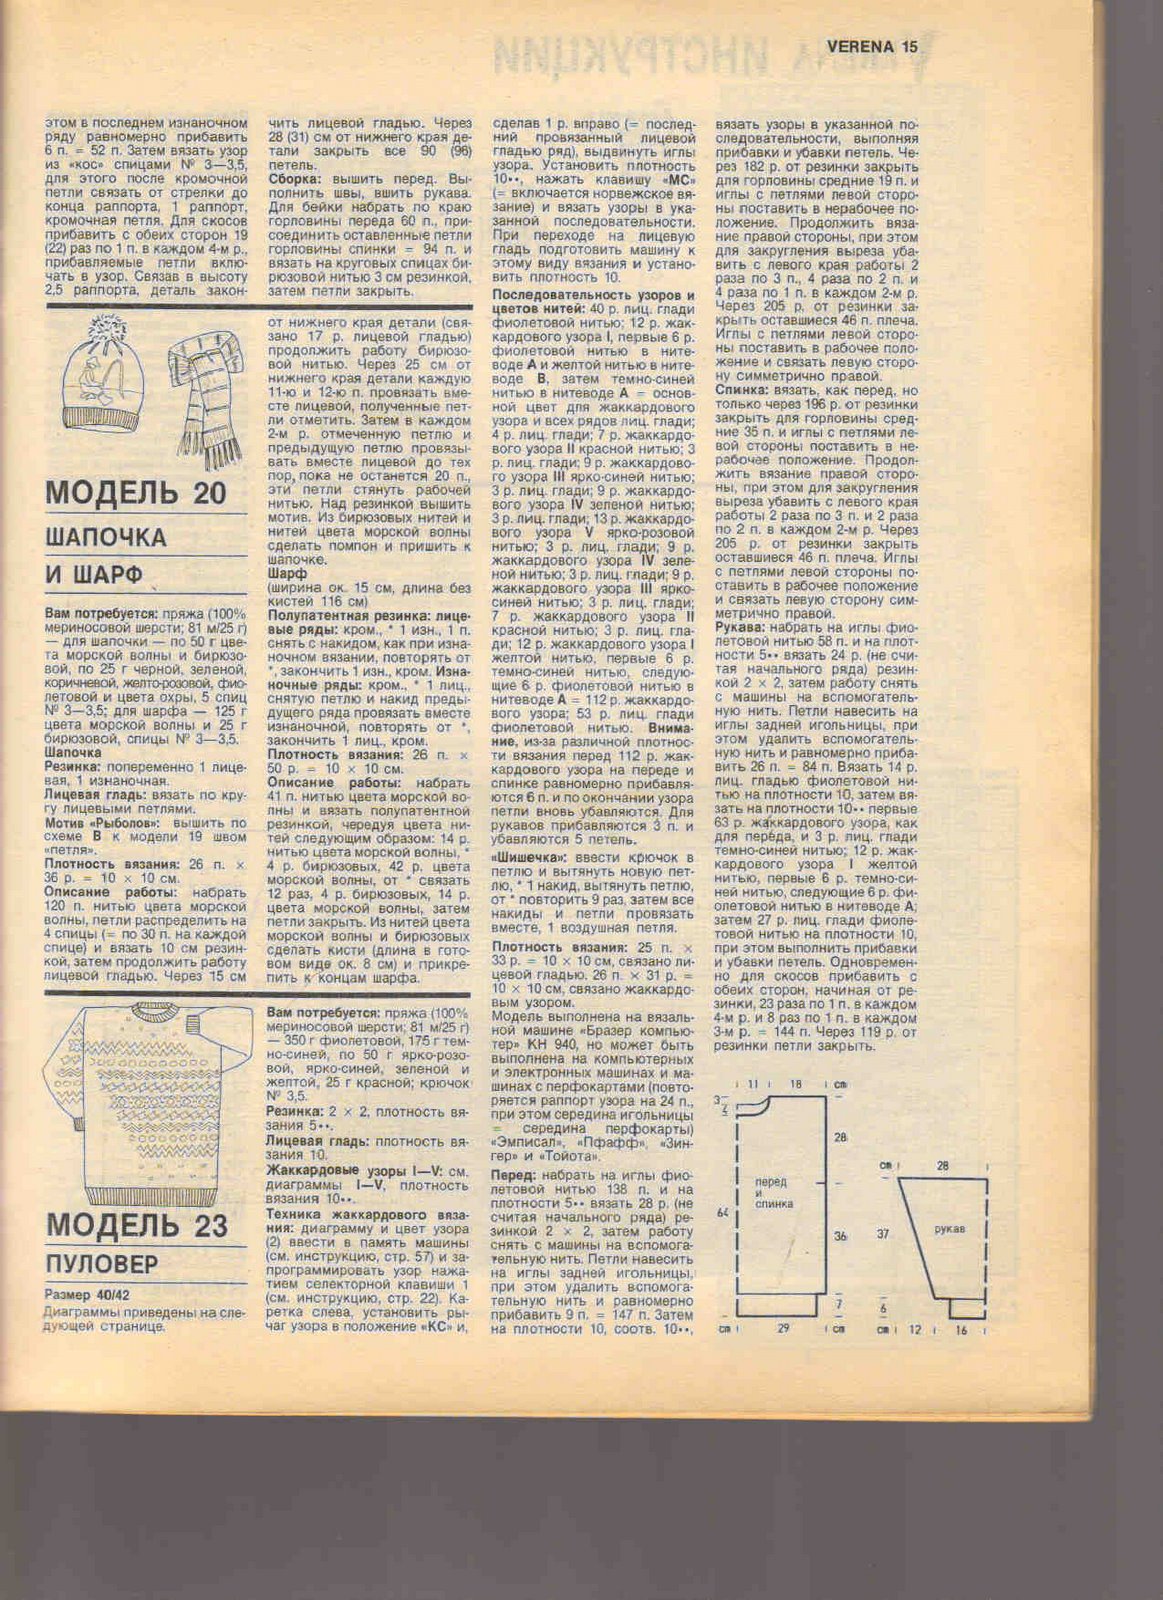 VERENA 15
этом в последнем изнаночном
ряду равномерно прибавить
6 п. = 52 п. Затем вязать узор
из «кос» спицами № 3—3,5,
для этого после кромочной
петли связать от стрелки до
конца раппорта, 1 раппорт,
кромочная петля. Для скосов
прибавить с обеих сторон 19
(22) раз по 1 п. в каждом 4-м р.,
прибавляемые петли вклю-
чать в узор. Связав в высоту
2,5 раппорта, деталь закон-
чить лицевой гладью. Через
28 (31) см от нижнего края де-
тали закрыть все 90 (96)
петель.
Сборка: вышить перед. Вы-
полнить швы, вшить рукава.
Для бейки набрать по краю
горловины переда 60 п., при-
соединить оставленные петли
горловины спинки = 94 п. и
вязать на круговых спицах би-
рюзовой нитью 3 см резинкой,
затем петли закрыть.
МОДЕЛЬ 20
ШАПОЧКА
И ШАРФ
Вам потребуется: пряжа (100%
мериносовой шерсти; 81 м/25 г)
— для шапочки — по 50 г цве-
та морской волны и бирюзо-
вой, по 25 г черной, зеленой,
коричневой, желто-розовой, фио-
летовой и цвета охры, 5 спиц
№ 3—3,5; для шарфа — 125 г
цвета морской волны и 25 г
бирюзовой, спицы № 3—3,5.
Шапочка
Резинка: попеременно 1 лице-
вая, 1 изнаночная.
Лицевая гладь: вязать по кру-
гу лицевыми петлями.
Мотив «Рыболов»: вышить по
схеме В к модели 19 швом
«петля».
Плотность вязания: 26 п. ×
36 р. = 10 × 10 см.
Описание работы: набрать
120 п. нитью цвета морской
волны, петли распределить на
4 спицы (= по 30 п. на каждой
спице) и вязать 10 см резин-
кой, затем продолжить работу
лицевой гладью. Через 15 см
от нижнего края детали (свя-
зано 17 р. лицевой гладью)
продолжить работу бирюзо-
вой нитью. Через 25 см от
нижнего края детали каждую
11-ю и 12-ю п. провязать вме-
сте лицевой, полученные пет-
ли отметить. Затем в каждом
2-м р. отмеченную петлю и
предыдущую петлю провязы-
вать вместе лицевой до тех
пор, пока не останется 20 п.,
эти петли стянуть рабочей
нитью. Над резинкой вышить
мотив. Из бирюзовых нитей и
нитей цвета морской волны
сделать помпон и пришить к
шапочке.
Шарф
(ширина ок. 15 см, длина без
кистей 116 см)
Полупатентная резинка: лице-
вые ряды: кром., * 1 изн., 1 п.
снять с накидом, как при изна-
ночном вязании, повторять от
*, закончить 1 изн., кром. Изна-
ночные ряды: кром., * 1 лиц.,
снятую петлю и накид преды-
дущего ряда провязать вместе
изнаночной, повторять от *,
закончить 1 лиц., кром.
Плотность вязания: 26 п. ×
50 р. = 10 × 10 см.
Описание работы: набрать
41 п. нитью цвета морской во-
лны и вязать полупатентной
резинкой, чередуя цвета ни-
тей следующим образом: 14 р.
нитью цвета морской волны, *
4 р. бирюзовых, 42 р. цвета
морской волны, от * связать
12 раз, 4 р. бирюзовых, 14 р.
цвета морской волны, затем
петли закрыть. Из нитей цвета
морской волны и бирюзовых
сделать кисти (длина в гото-
вом виде ок. 8 см) и прикре-
пить к концам шарфа.
МОДЕЛЬ 23
ПУЛОВЕР
Размер 40/42
Диаграммы приведены на сле-
дующей странице.
Вам потребуется: пряжа (100%
мериносовой шерсти; 81 м/25 г)
— 350 г фиолетовой, 175 г тем-
но-синей, по 50 г ярко-розо-
вой, ярко-синей, зеленой и
желтой, 25 г красной; крючок
№ 3,5.
Резинка: 2 × 2, плотность вя-
зания 5••.
Лицевая гладь: плотность вя-
зания 10.
Жаккардовые узоры I—V: см.
диаграммы I—V, плотность
вязания 10••.
Техника жаккардового вяза-
ния: диаграмму и цвет узора
(2) ввести в память машины
(см. инструкцию, стр. 57) и за-
программировать узор нажа-
тием селекторной клавиши 1
(см. инструкцию, стр. 22). Ка-
ретка слева, установить ры-
чаг узора в положение «КС» и,
сделав 1 р. вправо (= послед-
ний провязанный лицевой
гладью ряд), выдвинуть иглы
узора. Установить плотность
10••, нажать клавишу «МС»
(= включается норвежское вя-
зание) и вязать узоры в ука-
занной последовательности.
При переходе на лицевую
гладь подготовить машину к
этому виду вязания и устано-
вить плотность 10.
Последовательность узоров и
цветов нитей: 40 р. лиц. глади
фиолетовой нитью; 12 р. жак-
кардового узора I, первые 6 р.
фиолетовой нитью в ните-
воде А и желтой нитью в ните-
воде В, затем темно-синей
нитью в нитеводе А = основ-
ной цвет для жаккардового
узора и всех рядов лиц. глади;
4 р. лиц. глади; 7 р. жаккардо-
вого узора II красной нитью; 3
р. лиц. глади; 9 р. жаккардово-
го узора III ярко-синей нитью;
3 р. лиц. глади; 9 р. жаккардо-
вого узора IV зеленой нитью;
3 р. лиц. глади; 13 р. жаккардо-
вого узора V ярко-розовой
нитью; 3 р. лиц. глади; 9 р.
жаккардового узора IV зеле-
ной нитью; 3 р. лиц. глади; 9 р.
жаккардового узора III ярко-
синей нитью; 3 р. лиц. глади;
7 р. жаккардового узора II
красной нитью; 3 р. лиц. гла-
ди; 12 р. жаккардового узора I
желтой нитью, первые 6 р.
темно-синей нитью, следую-
щие 6 р. фиолетовой нитью в
нитеводе А = 112 р. жаккардо-
вого узора; 53 р. лиц. глади
фиолетовой нитью. Внима-
ние, из-за различной плотнос-
ти вязания перед 112 р. жак-
кардового узора на переде и
спинке равномерно прибавля-
ются 6 п. и по окончании узора
петли вновь убавляются. Для
рукавов прибавляются 3 п. и
убавляются 5 петель.
«Шишечка»: ввести крючок в
петлю и вытянуть новую пет-
лю, * 1 накид, вытянуть петлю,
от * повторить 9 раз, затем все
накиды и петли провязать
вместе, 1 воздушная петля.
Плотность вязания: 25 п. ×
33 р. = 10 × 10 см, связано ли-
цевой гладью. 26 п. × 31 р. =
10 × 10 см, связано жаккардо-
вым узором.
Модель выполнена на вязаль-
ной машине «Бразер компью-
тер» КН 940, но может быть
выполнена на компьютерных
и электронных машинах и ма-
шинах с перфокартами (повто-
ряется раппорт узора на 24 п.,
при этом середина игольницы
= середина перфокарты)
«Эмписал», «Пфафф», «Зин-
гер» и «Тойота».
Перед: набрать на иглы фио-
летовой нитью 138 п. и на
плотности 5•• вязать 28 р. (не
считая начального ряда) ре-
зинкой 2 × 2, затем работу
снять с машины на вспомога-
тельную нить. Петли навесить
на иглы задней игольницы,
при этом удалить вспомога-
тельную нить и равномерно
прибавить 9 п. = 147 п. Затем
на плотности 10, соотв. 10••,
вязать узоры в указанной по-
следовательности, выполняя
прибавки и убавки петель. Че-
рез 182 р. от резинки закрыть
для горловины средние 19 п. и
иглы с петлями левой сторо-
ны поставить в нерабочее по-
ложение. Продолжить вяза-
ние правой стороны, при этом
для закругления выреза уба-
вить с левого края работы 2
раза по 3 п., 4 раза по 2 п. и
4 раза по 1 п. в каждом 2-м р.
Через 205 р. от резинки за-
крыть оставшиеся 46 п. плеча.
Иглы с петлями левой сторо-
ны поставить в рабочее поло-
жение и связать левую сторо-
ну симметрично правой.
Спинка: вязать, как перед, но
только через 196 р. от резинки
закрыть для горловины сред-
ние 35 п. и иглы с петлями ле-
вой стороны поставить в не-
рабочее положение. Продол-
жить вязание правой сторо-
ны, при этом для закругления
выреза убавить с левого края
работы 2 раза по 3 п. и 2 раза
по 2 п. в каждом 2-м р. Через
205 р. от резинки закрыть
оставшиеся 46 п. плеча. Иглы
с петлями левой стороны по-
ставить в рабочее положение
и связать левую сторону сим-
метрично правой.
Рукава: набрать на иглы фио-
летовой нитью 58 п. и на плот-
ности 5•• вязать 24 р. (не счи-
тая начального ряда) резин-
кой 2 × 2, затем работу снять
с машины на вспомогатель-
ную нить. Петли навесить на
иглы задней игольницы, при
этом удалить вспомогатель-
ную нить и равномерно приба-
вить 26 п. = 84 п. Вязать 14 р.
лиц. гладью фиолетовой ни-
тью на плотности 10, затем вя-
зать на плотности 10•• первые
63 р. жаккардового узора, как
для переда, и 3 р. лиц. глади
темно-синей нитью; 12 р. жак-
кардового узора I желтой
нитью, первые 6 р. темно-си-
ней нитью, следующие 6 р. фи-
олетовой нитью в нитеводе А;
затем 27 р. лиц. глади фиоле-
товой нитью на плотности 10,
при этом выполнить прибавки
и убавки петель. Одновремен-
но для скосов прибавить с
обеих сторон, начиная от ре-
зинки, 23 раза по 1 п. в каждом
4-м р. и 8 раз по 1 п. в каждом
3-м р. = 144 п. Через 119 р. от
резинки петли закрыть.
11 18 cm
28
64
перед
и
спинка
36
7
cm 29 cm
cm 28
37
рукав
6
cm 12 16